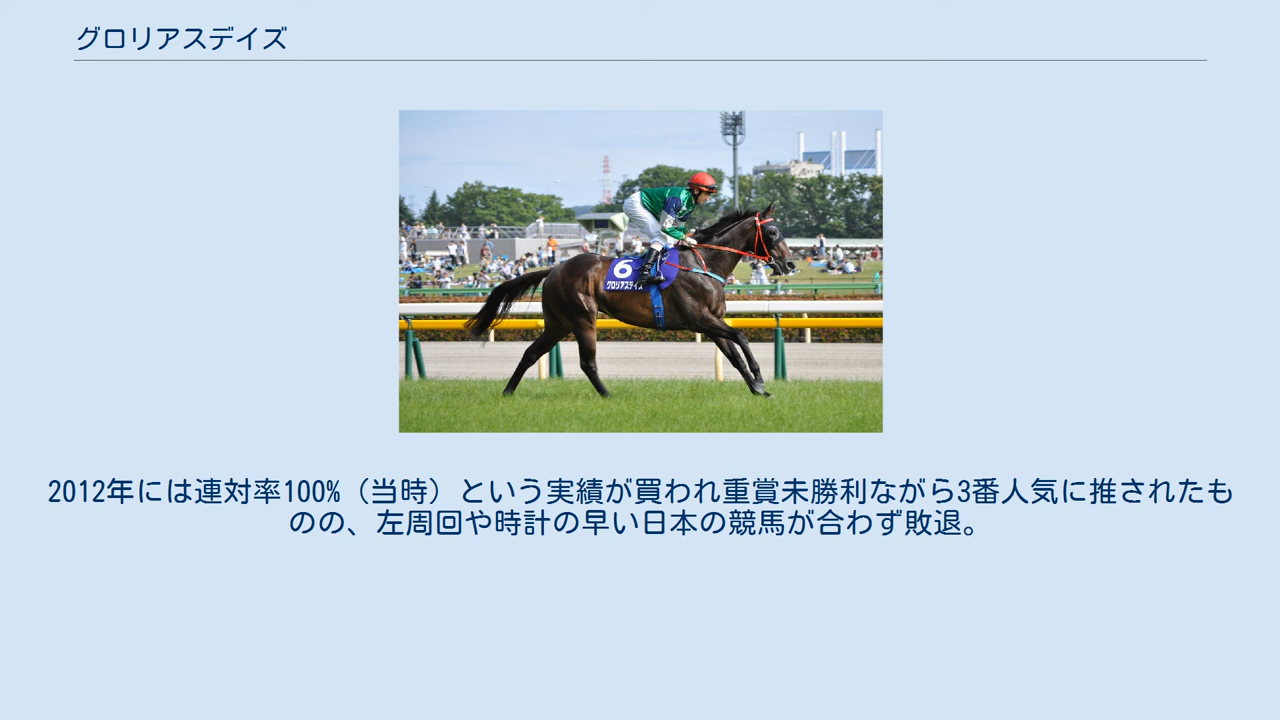 グロリアスデイズ
6
グロリアスデイズ
2012年には連対率100%（当時）という実績が買われ重賞未勝利ながら3番人気に推されたも
のの、左周回や時計の早い日本の競馬が合わず敗退。